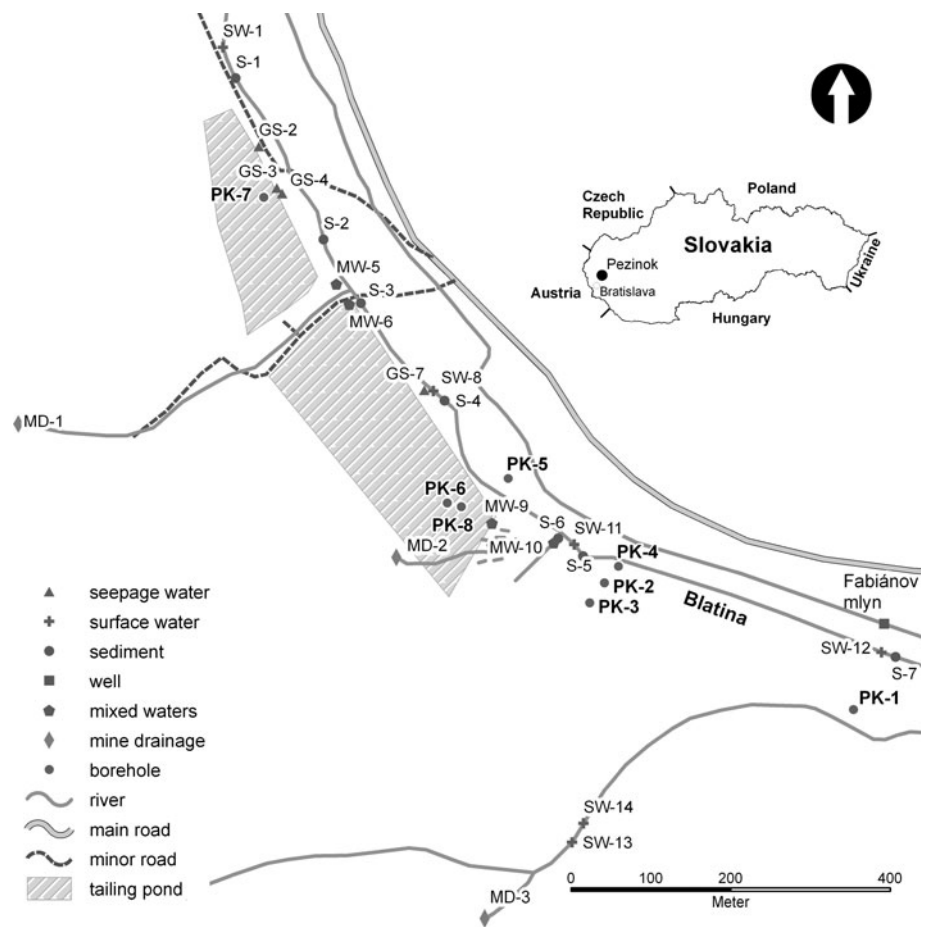 SW-1
S-1
GS-2
GS-3
GS-4
PK-7
S-2
MW-5
S-3
MW-6
GS-7
SW-8
S-4
MD-1
PK-5
PK-6
PK-8
MW-9
S-6
SW-11
MD-2
MW-10
S-5
PK-4
PK-2
PK-3
Blatina
Fabiánov
mlyn
SW-12
S-7
PK-1
SW-14
SW-13
MD-3
Czech
Republic
Poland
Slovakia
Ukraine
Pezinok
Bratislava
Austria
Hungary
seepage water
surface water
sediment
well
mixed waters
mine drainage
borehole
river
main road
minor road
tailing pond
0 100 200 400
Meter